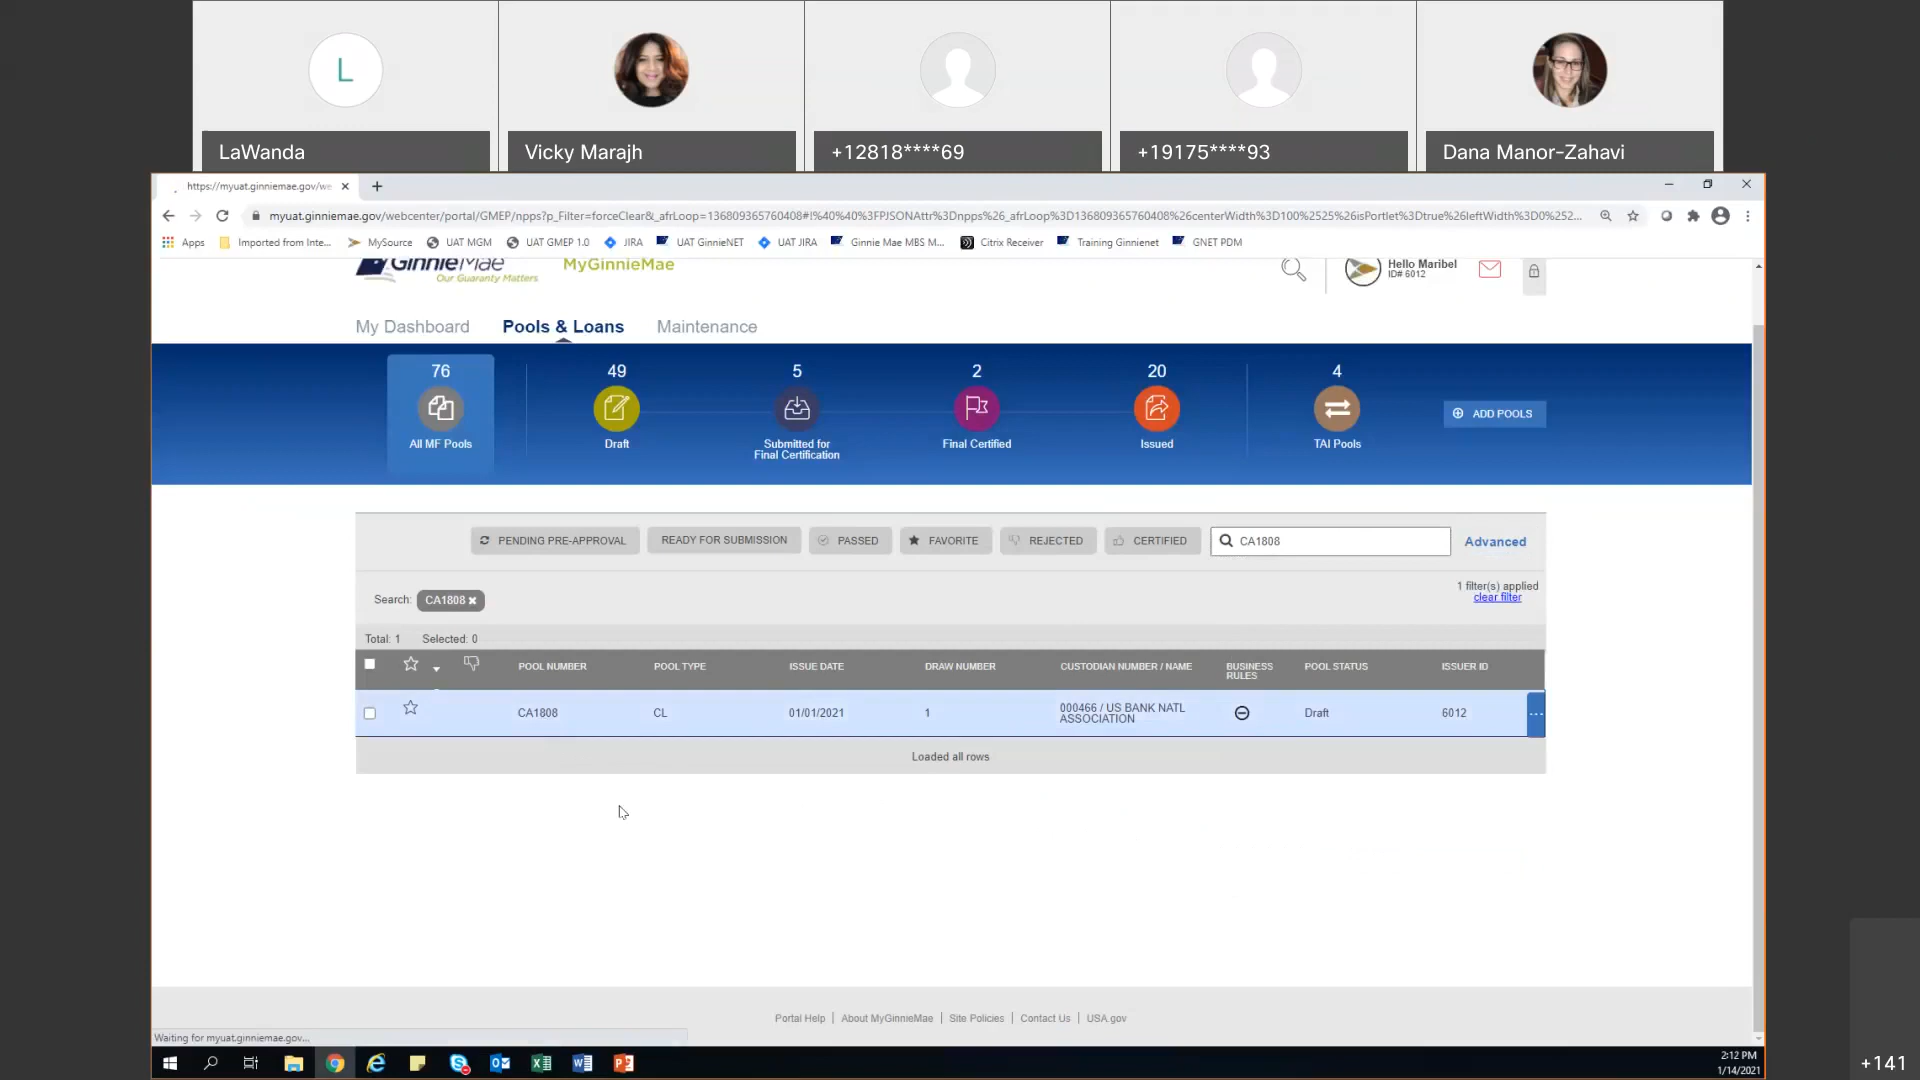 L
LaWanda
Vicky Marajh
+12818****69
+19175****93
Dana Manor-Zahavi
https://myuat.ginniemae.gov/we
myuat.ginniemae.gov/webcenter/portal/GMEP/npps?p_Filter=forceClear&_afrLoop=136809365760408#!%40%40%3FPJSONAttr%3Dnpps%26_afrLoop%3D136809365760408%26centerWidth%3D100%2525%26isPortlet%3Dtrue%26leftWidth%3D0%252...
Apps
Imported from Inte...
MySource
UAT MGM
UAT GMEP 1.0
JIRA
UAT GinnieNET
UAT JIRA
Ginnie Mae MBS M...
Citrix Receiver
Training Ginnienet
GNET PDM
GinnieMae
Our Guaranty Matters
MyGinnieMae
Hello Maribel
ID# 6012
My Dashboard
Pools & Loans
Maintenance
76
All MF Pools
49
Draft
5
Submitted for
Final Certification
2
Final Certified
20
Issued
4
TAI Pools
ADD POOLS
PENDING PRE-APPROVAL
READY FOR SUBMISSION
PASSED
FAVORITE
REJECTED
CERTIFIED
CA1808
Advanced
Search: CA1808
1 filter(s) applied
clear filter
Total: 1 Selected: 0
POOL NUMBER
POOL TYPE
ISSUE DATE
DRAW NUMBER
CUSTODIAN NUMBER / NAME
BUSINESS
RULES
POOL STATUS
ISSUER ID
CA1808
CL
01/01/2021
1
000466 / US BANK NATL
ASSOCIATION
Draft
6012
...
Loaded all rows
Portal Help | About MyGinnieMae | Site Policies | Contact Us | USA.gov
Waiting for myuat.ginniemae.gov...
2:12 PM
1/14/2021
+141